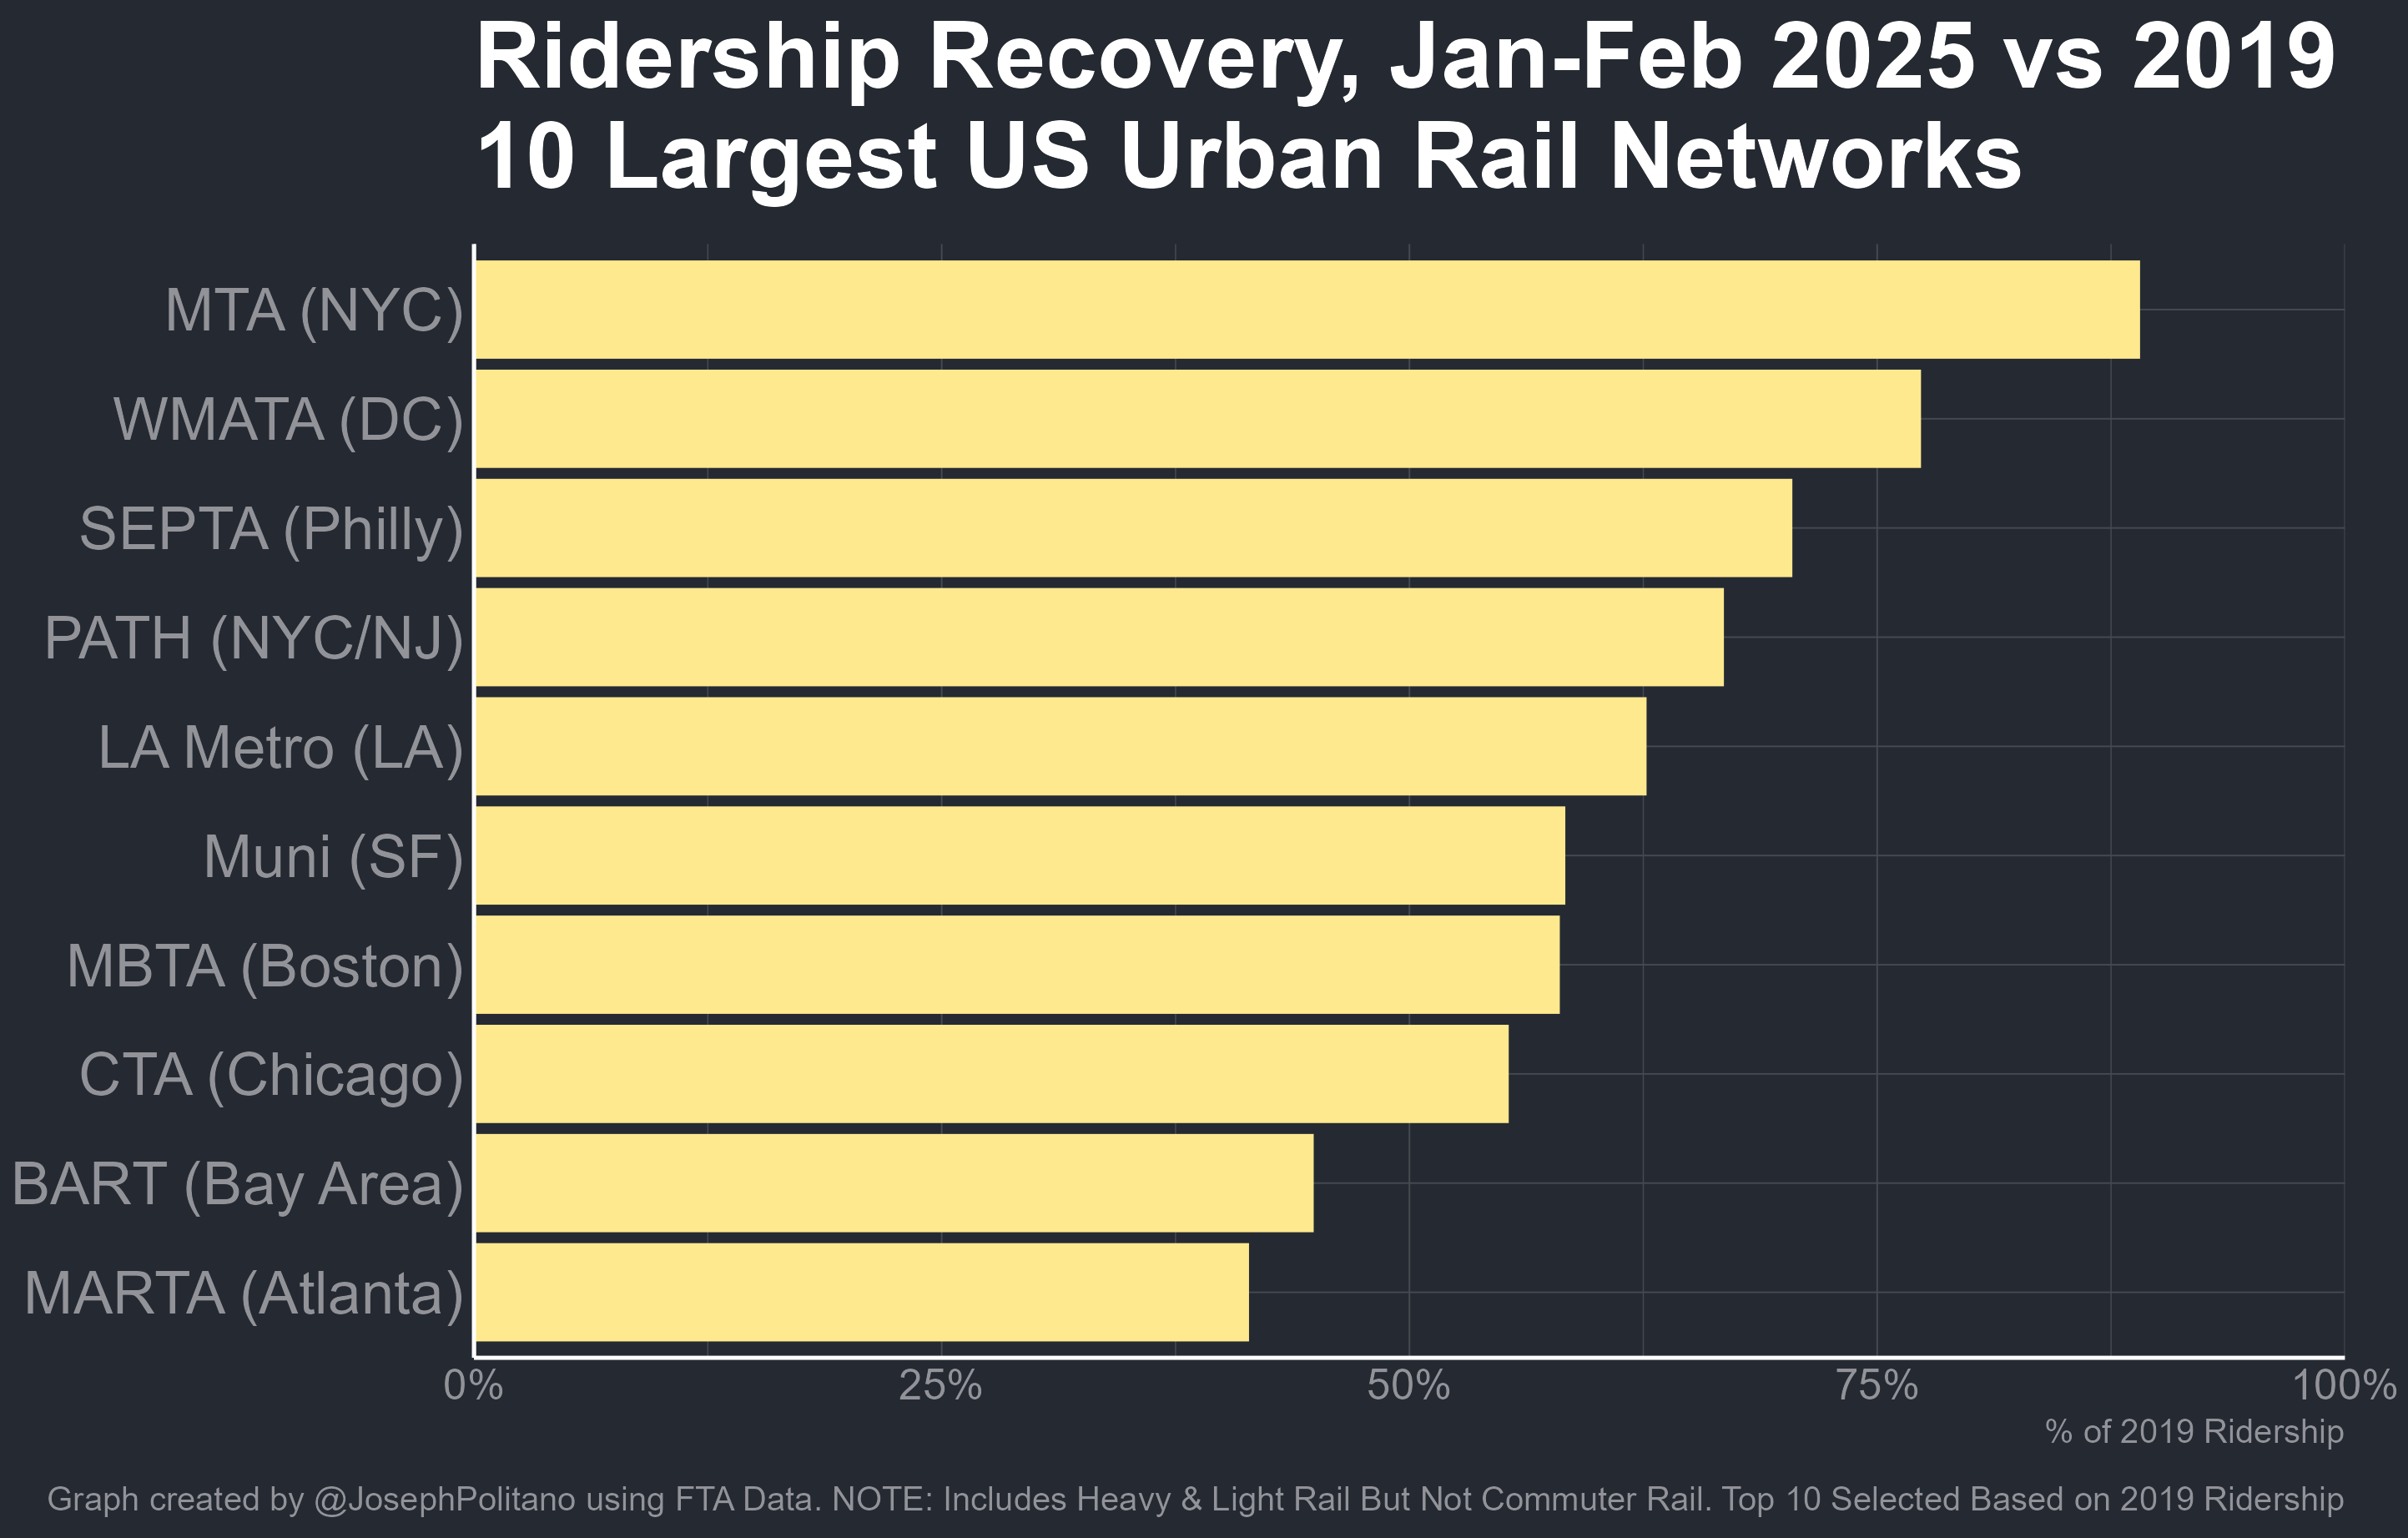 Ridership Recovery, Jan-Feb 2025 vs 2019
10 Largest US Urban Rail Networks
MTA (NYC)
WMATA (DC)
SEPTA (Philly)
PATH (NYC/NJ)
LA Metro (LA)
Muni (SF)
MBTA (Boston)
CTA (Chicago)
BART (Bay Area)
MARTA (Atlanta)
0% 25% 50% 75% 100%
% of 2019 Ridership
Graph created by @JosephPolitano using FTA Data. NOTE: Includes Heavy & Light Rail But Not Commuter Rail. Top 10 Selected Based on 2019 Ridership